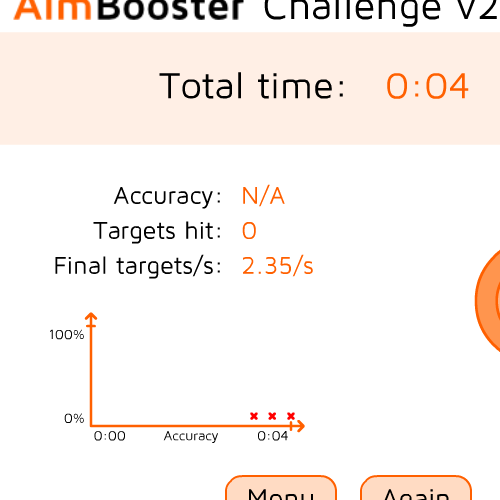 AimBooster Challenge v2
Total time: 0:04
Accuracy: N/A
Targets hit: 0
Final targets/s: 2.35/s
100%
0%
0:00 Accuracy 0:04
Menu Again